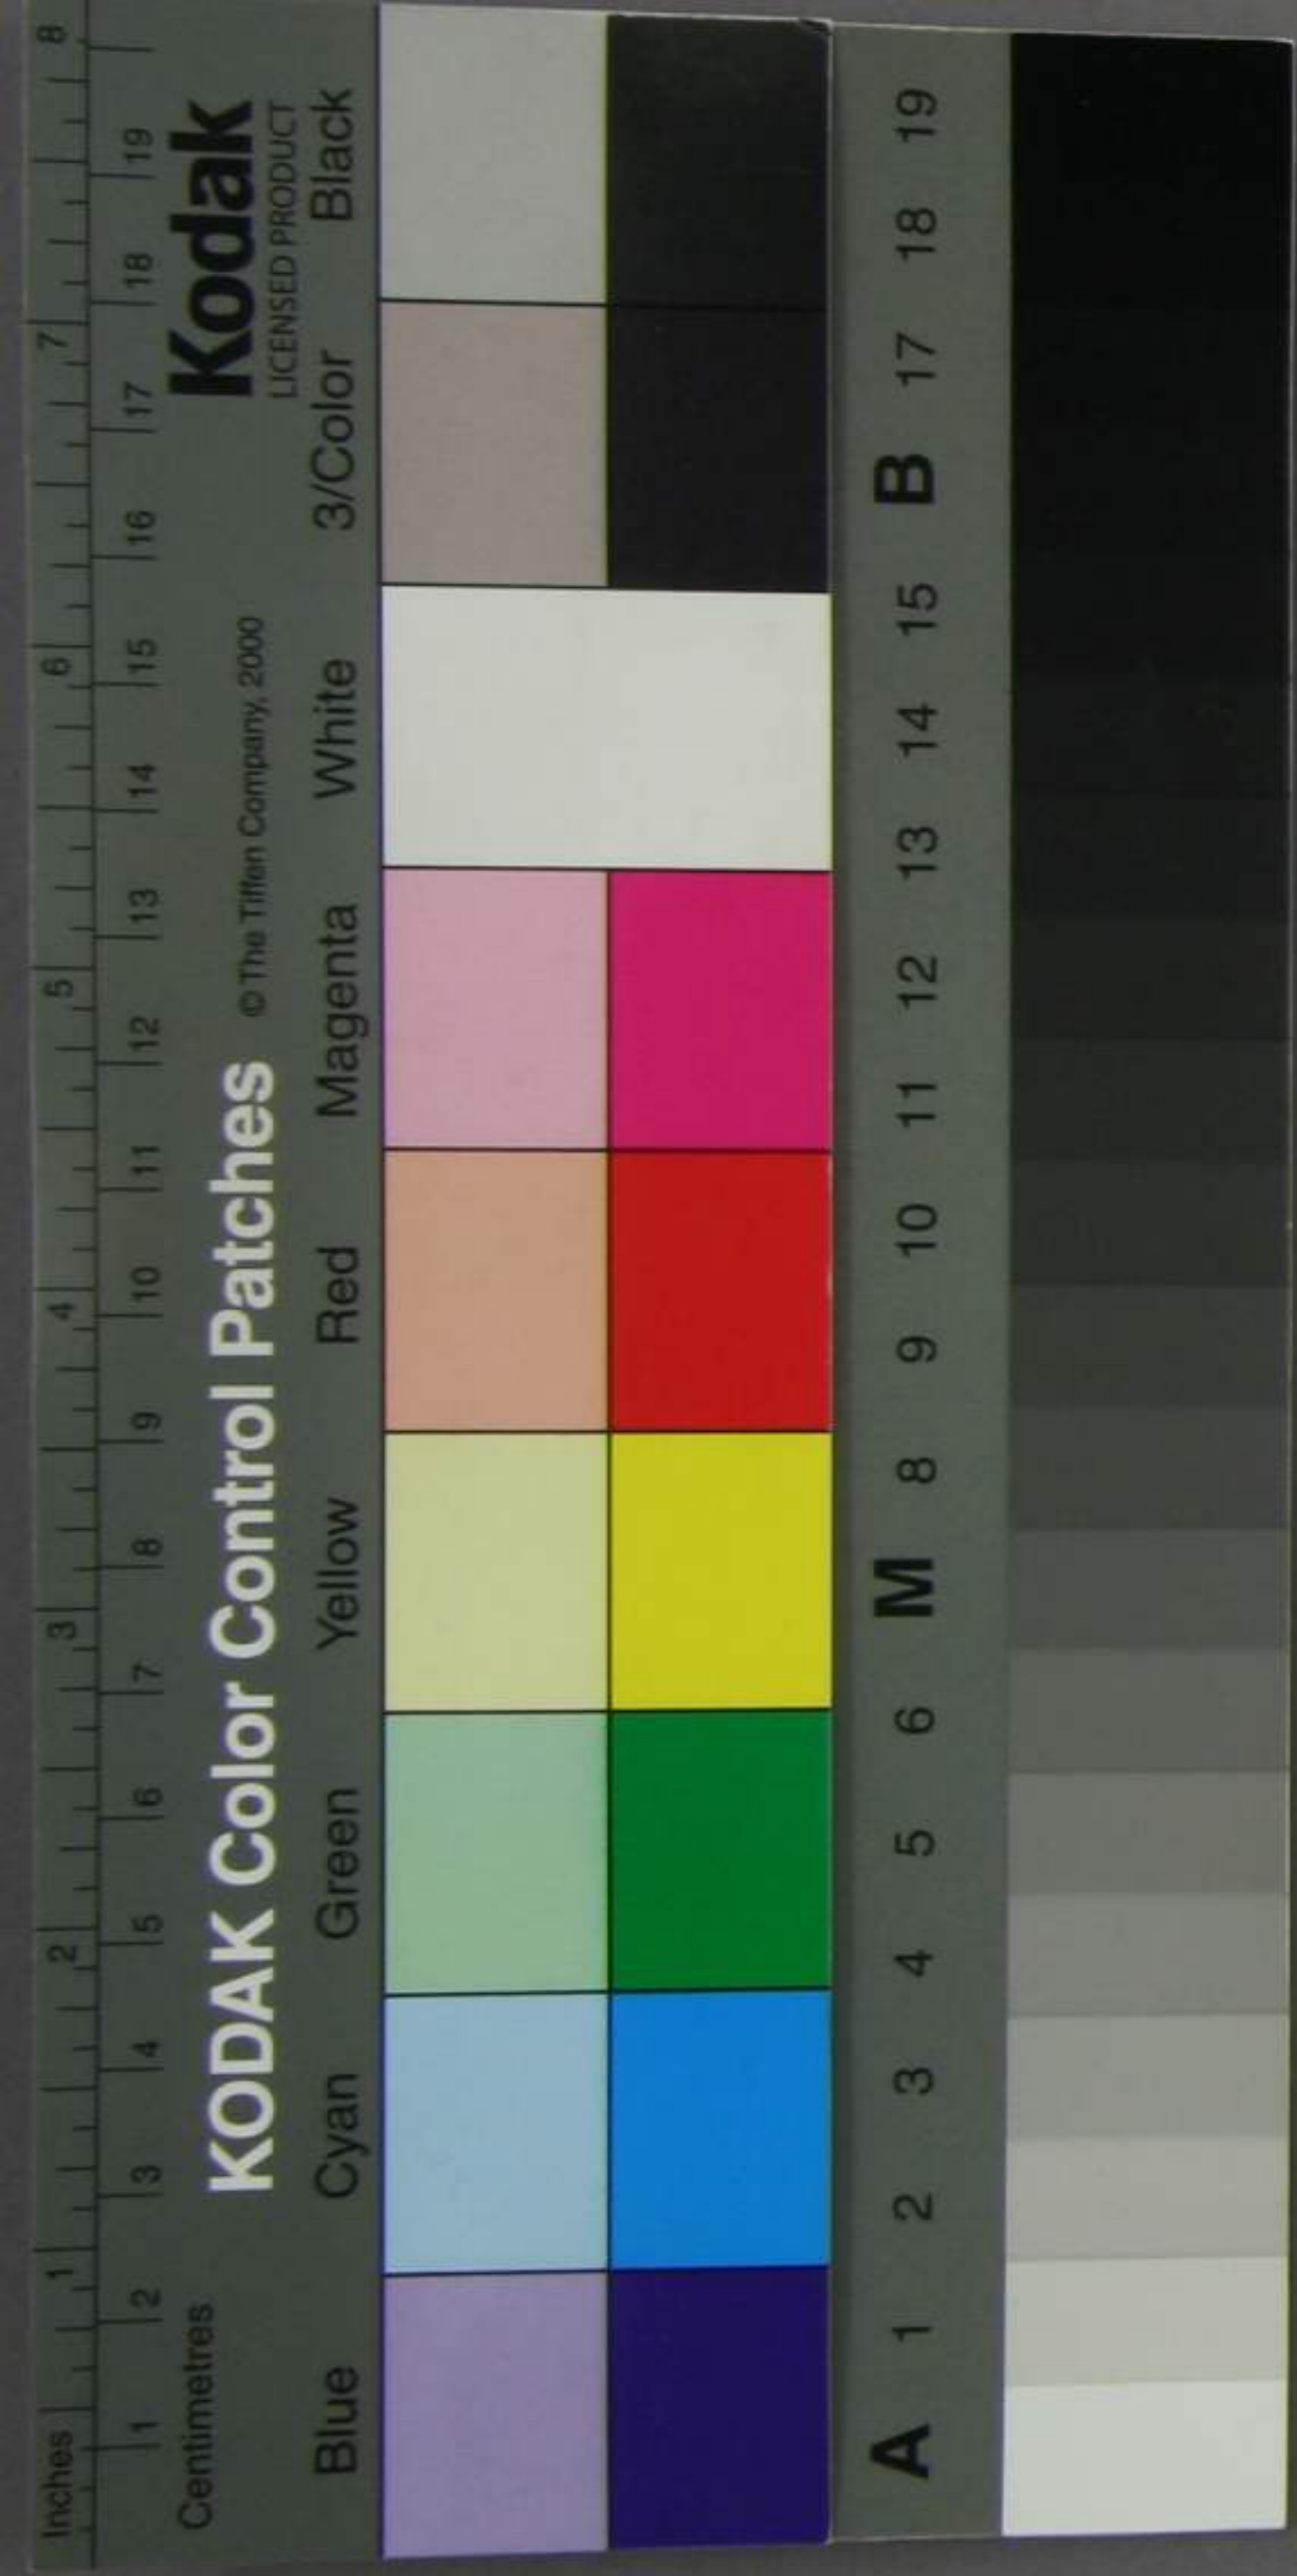 Inches 1 2 3 4 5 6 7 8
1 2 3 4 5 6 7 8 9 10 11 12 13 14 15 16 17 18 19
Centimetres
KODAK Color Control Patches © The Tiffen Company, 2000
Kodak
LICENSED PRODUCT
Blue Cyan Green Yellow Red Magenta White 3/Color Black
A 1 2 3 4 5 6 M 8 9 10 11 12 13 14 15 B 17 18 19